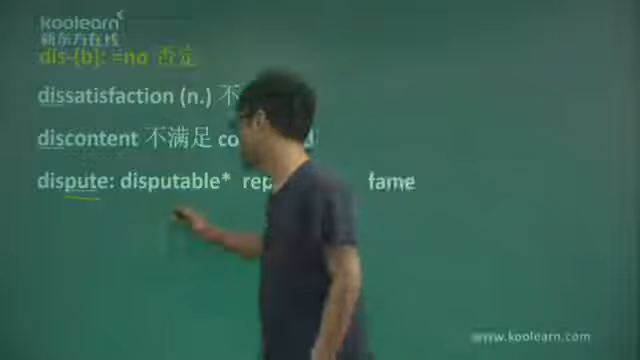 koolearn
新东方在线
dis-(b): =no 否定
dissatisfaction (n.) 不
discontent 不满足 co
dispute: disputable* rep fame
www.koolearn.com